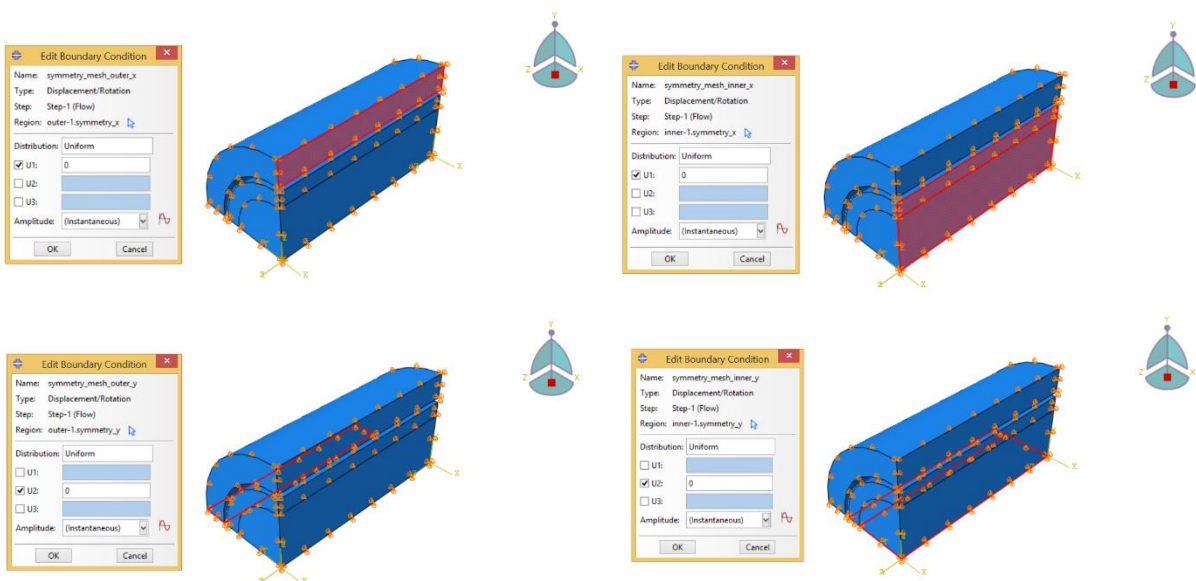 Edit Boundary Condition
Name: symmetry_mesh_outer_x
Type: Displacement/Rotation
Step: Step-1 (Flow)
Region: outer-1.symmetry_x
Distribution: Uniform
U1: 0
U2:
U3:
Amplitude: (Instantaneous)
OK Cancel
Y
Z X
X
Z
Edit Boundary Condition
Name: symmetry_mesh_inner_x
Type: Displacement/Rotation
Step: Step-1 (Flow)
Region: inner-1.symmetry_x
Distribution: Uniform
U1: 0
U2:
U3:
Amplitude: (Instantaneous)
OK Cancel
Y
Z X
X
Z
Edit Boundary Condition
Name: symmetry_mesh_outer_y
Type: Displacement/Rotation
Step: Step-1 (Flow)
Region: outer-1.symmetry_y
Distribution: Uniform
U1:
U2: 0
U3:
Amplitude: (Instantaneous)
OK Cancel
Y
Z X
X
Z
Edit Boundary Condition
Name: symmetry_mesh_inner_y
Type: Displacement/Rotation
Step: Step-1 (Flow)
Region: inner-1.symmetry_y
Distribution: Uniform
U1:
U2: 0
U3:
Amplitude: (Instantaneous)
OK Cancel
Y
Z X
X
Z